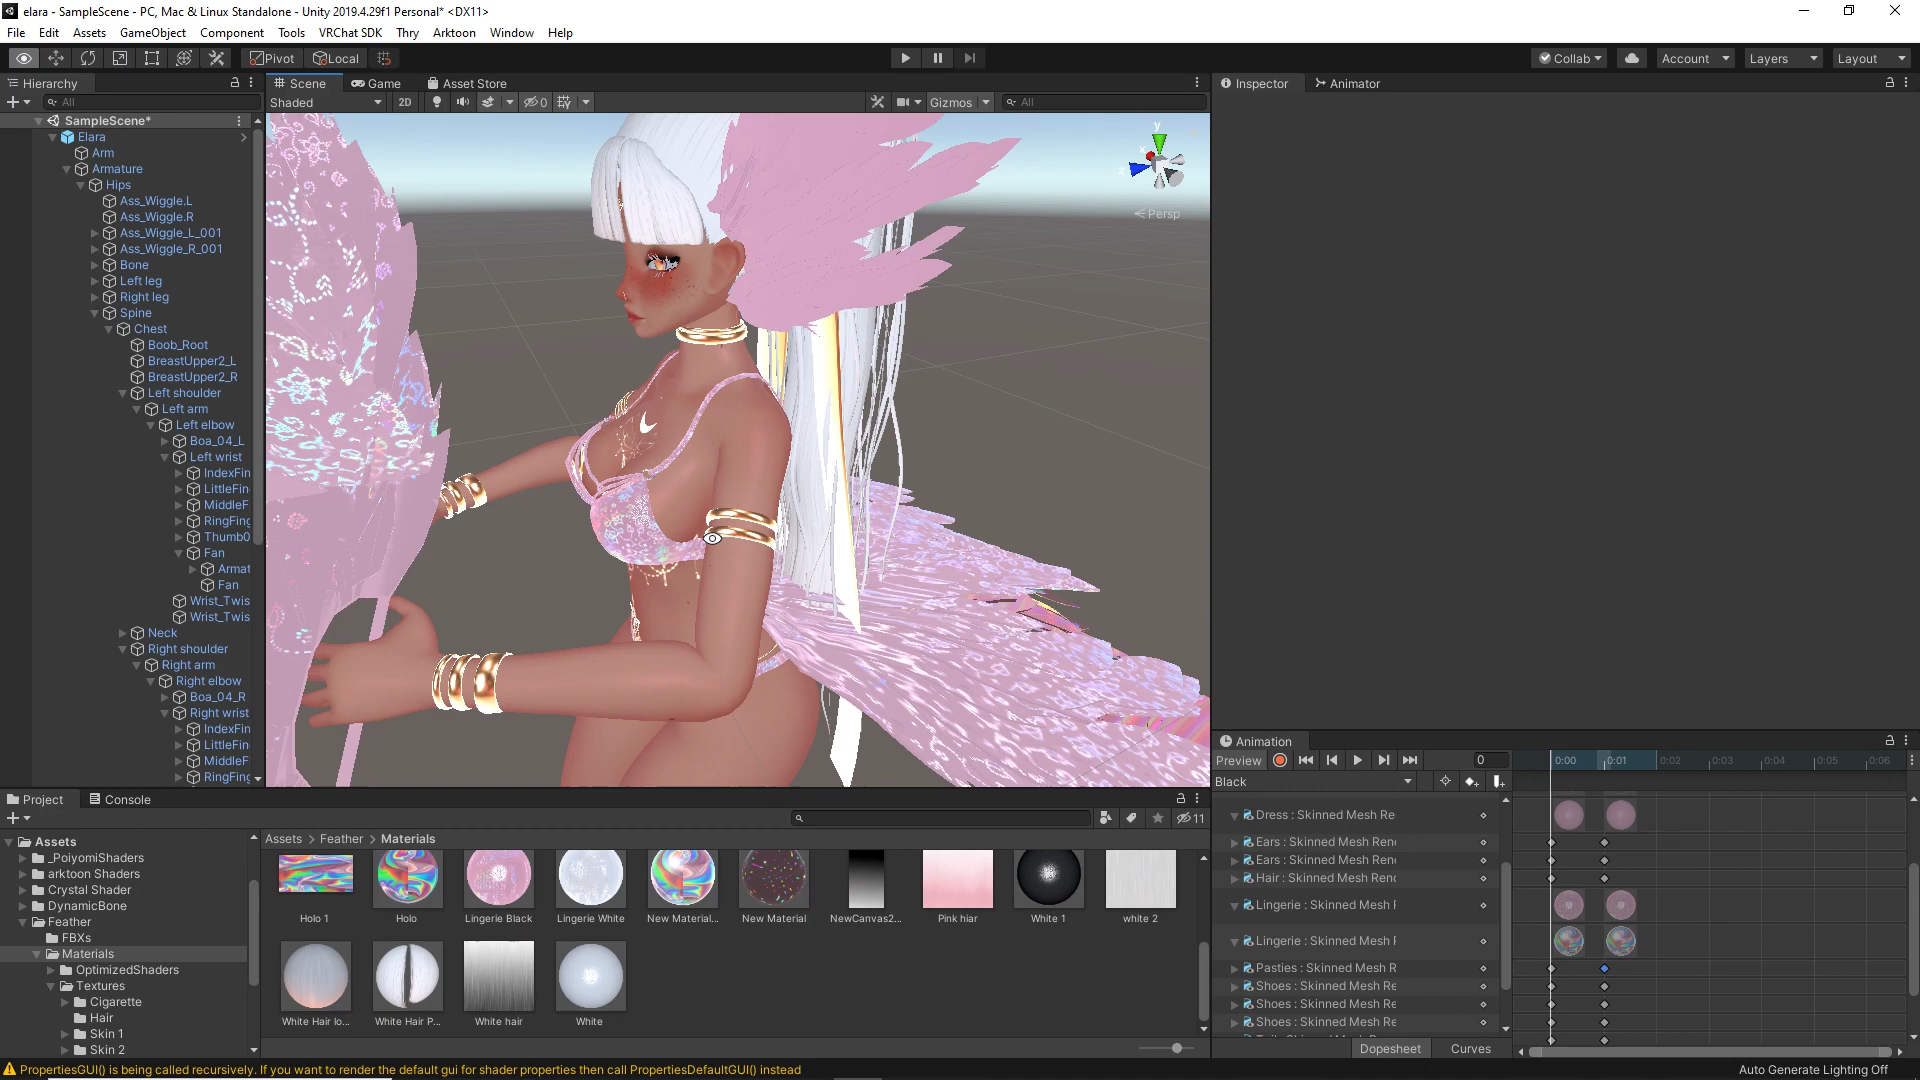 elara - SampleScene - PC, Mac & Linux Standalone - Unity 2019.4.29f1 Personal* <DX11>
File Edit Assets GameObject Component Tools VRChat SDK Thry Arktoon Window Help
Pivot Local Collab Account Layers Layout
Hierarchy Scene Game Asset Store Inspector Animator
All Shaded 2D 0 Gizmos All
SampleScene*
Elara
Arm
Armature
Hips
Ass_Wiggle.L
Ass_Wiggle.R
Ass_Wiggle_L_001
Ass_Wiggle_R_001
Bone
Left leg
Right leg
Spine
Chest
Boob_Root
BreastUpper2_L
BreastUpper2_R
Left shoulder
Left arm
Left elbow
Boa_04_L
Left wrist
IndexFin
LittleFin
MiddleF
RingFing
Thumb0
Fan
Armat
Fan
Wrist_Twis
Wrist_Twis
Neck
Right shoulder
Right arm
Right elbow
Boa_04_R
Right wrist
IndexFin
LittleFin
MiddleF
RingFing
y
x
z
Persp
Animation
Preview 0 0:00 0:01 0:02 0:03 0:04 0:05 0:06
Black
Dress : Skinned Mesh Re
Ears : Skinned Mesh Rend
Ears : Skinned Mesh Rend
Hair : Skinned Mesh Rend
Lingerie : Skinned Mesh F
Lingerie : Skinned Mesh F
Pasties : Skinned Mesh R
Shoes : Skinned Mesh Re
Shoes : Skinned Mesh Re
Shoes : Skinned Mesh Re
Dopesheet Curves
Project Console
11
Assets
_PoiyomiShaders
arktoon Shaders
Crystal Shader
DynamicBone
Feather
FBXs
Materials
OptimizedShaders
Textures
Cigarette
Hair
Skin 1
Skin 2
Assets > Feather > Materials
Holo 1 Holo Lingerie Black Lingerie White New Material... New Material NewCanvas2... Pink hiar White 1 white 2
White Hair lo... White Hair P... White hair White
PropertiesGUI() is being called recursively. If you want to render the default gui for shader properties then call PropertiesDefaultGUI() instead
Auto Generate Lighting Off